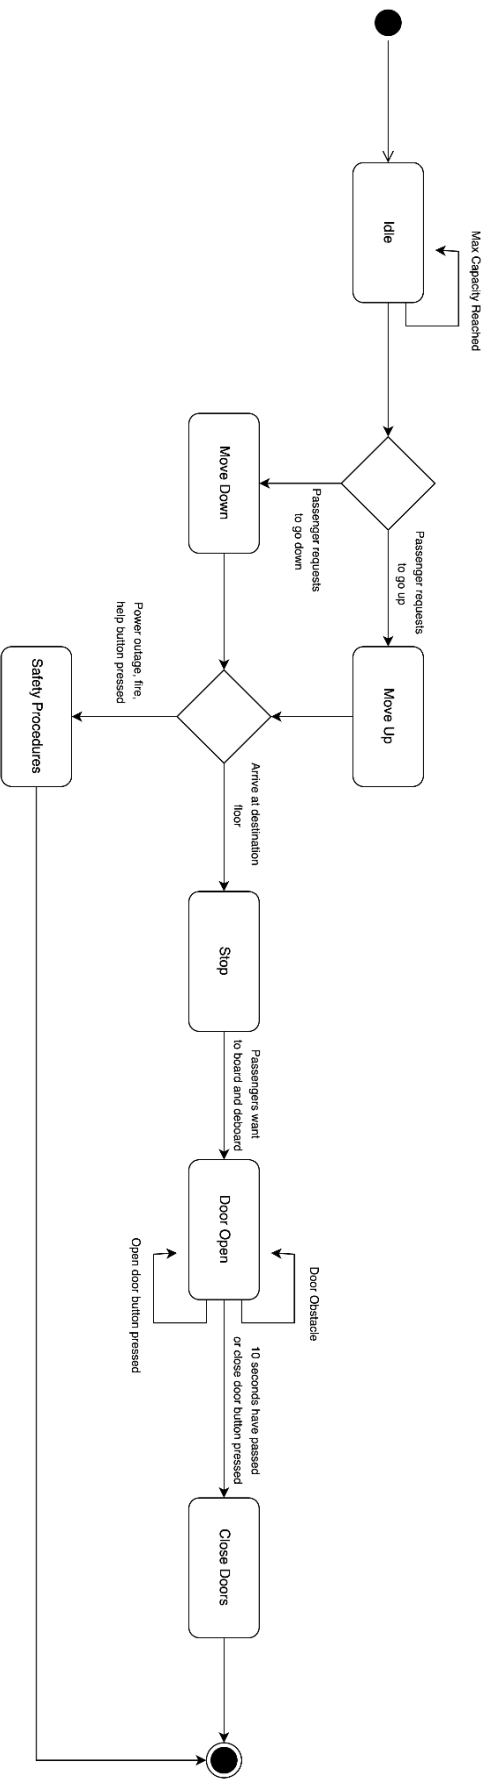 Idle
Max Capacity Reached
Passenger requests
to go up
Passenger requests
to go down
Move Up
Move Down
Power outage, fire,
help button pressed
Safety Procedures
Arrive at destination
floor
Stop
Passengers want
to board and deboard
Door Open
Door Obstacle
Open door button pressed
10 seconds have passed
or close door button pressed
Close Doors